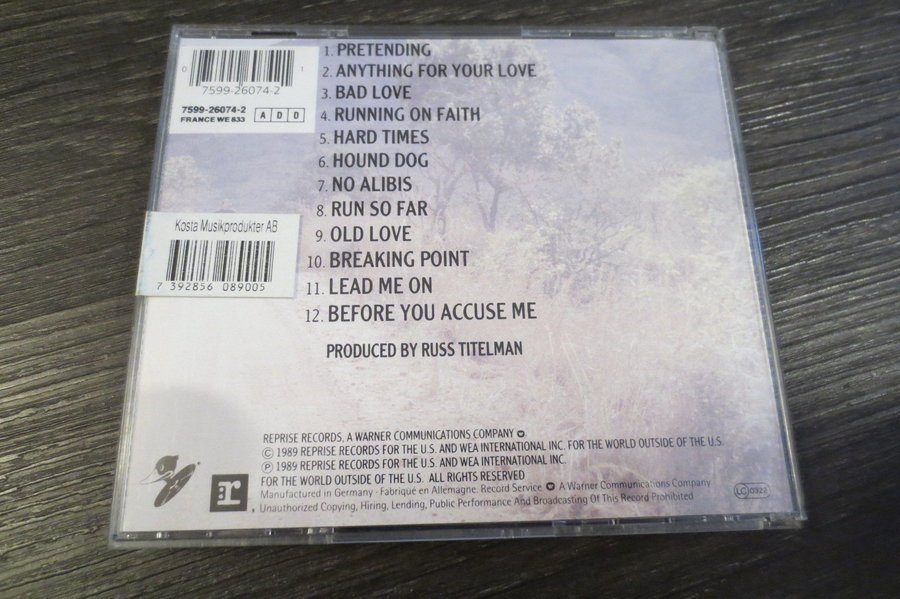 0 1
7599-26074-2
7599-26074-2
FRANCE WE 833 A D D
1. PRETENDING
2. ANYTHING FOR YOUR LOVE
3. BAD LOVE
4. RUNNING ON FAITH
5. HARD TIMES
6. HOUND DOG
7. NO ALIBIS
8. RUN SO FAR
9. OLD LOVE
10. BREAKING POINT
11. LEAD ME ON
12. BEFORE YOU ACCUSE ME
Kosta Musikprodukter AB
7 392856 089005
PRODUCED BY RUSS TITELMAN
REPRISE RECORDS, A WARNER COMMUNICATIONS COMPANY
© 1989 REPRISE RECORDS FOR THE U.S. AND WEA INTERNATIONAL INC. FOR THE WORLD OUTSIDE OF THE U.S.
℗ 1989 REPRISE RECORDS FOR THE U.S. AND WEA INTERNATIONAL INC.
FOR THE WORLD OUTSIDE OF THE U.S. ALL RIGHTS RESERVED
Manufactured in Germany · Fabriqué en Allemagne. Record Service A Warner Communications Company
Unauthorized Copying, Hiring, Lending, Public Performance And Broadcasting Of This Record Prohibited
r
LC 0322